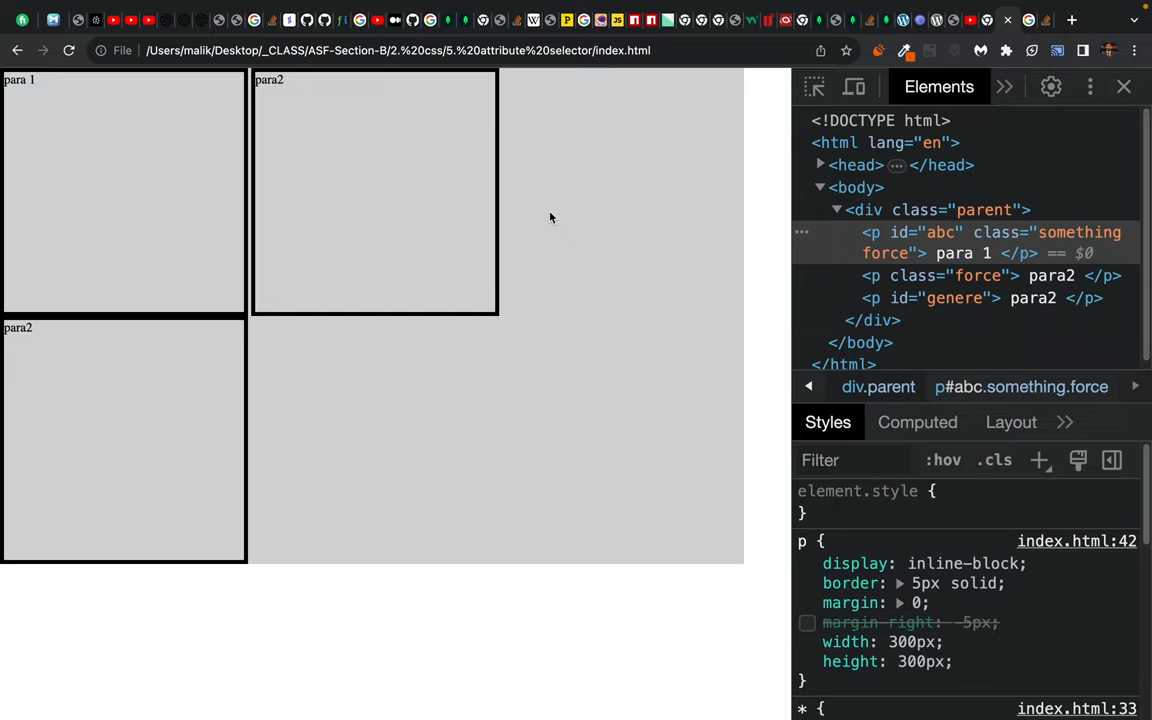 File
/Users/malik/Desktop/_CLASS/ASF-Section-B/2.%20css/5.%20attribute%20selector/index.html
para 1
para2
para2
Elements
<!DOCTYPE html>
<html lang="en">
<head> ⋯ </head>
<body>
<div class="parent">
⋯ <p id="abc" class="something
force"> para 1 </p> == $0
<p class="force"> para2 </p>
<p id="genere"> para2 </p>
</div>
</body>
</html>
div.parent p#abc.something.force
Styles Computed Layout
Filter :hov .cls
element.style {
}
p { index.html:42
display: inline-block;
border: 5px solid;
margin: 0;
margin-right: -5px;
width: 300px;
height: 300px;
}
* { index.html:33